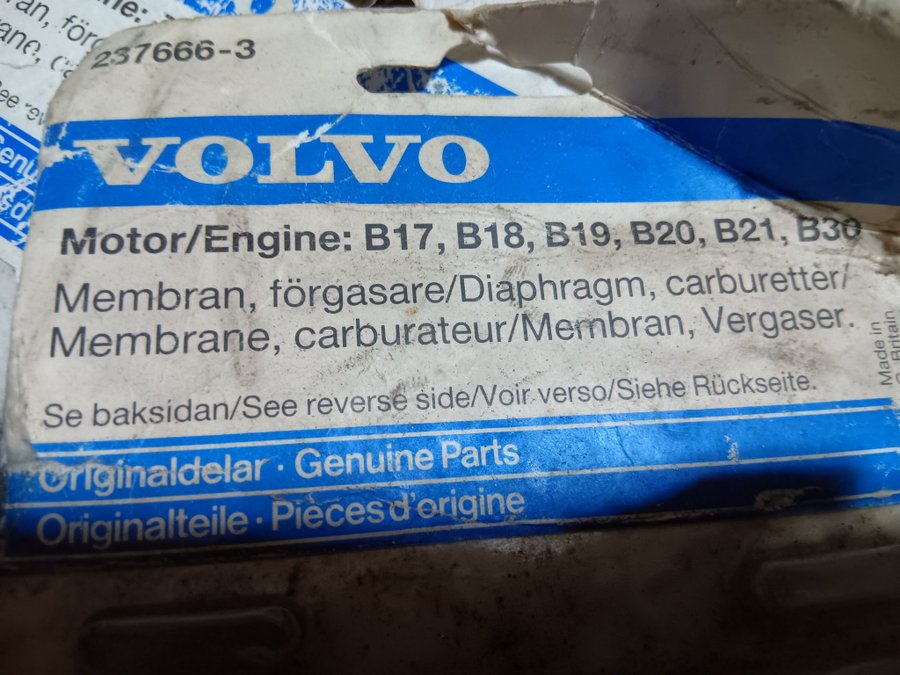 237666-3
VOLVO
Motor/Engine: B17, B18, B19, B20, B21, B30
Membran, förgasare/Diaphragm, carburetter/
Membrane, carburateur/Membran, Vergaser.
Made in
Britain
Se baksidan/See reverse side/Voir verso/Siehe Rückseite.
Originaldelar · Genuine Parts
Originalteile · Pièces d'origine